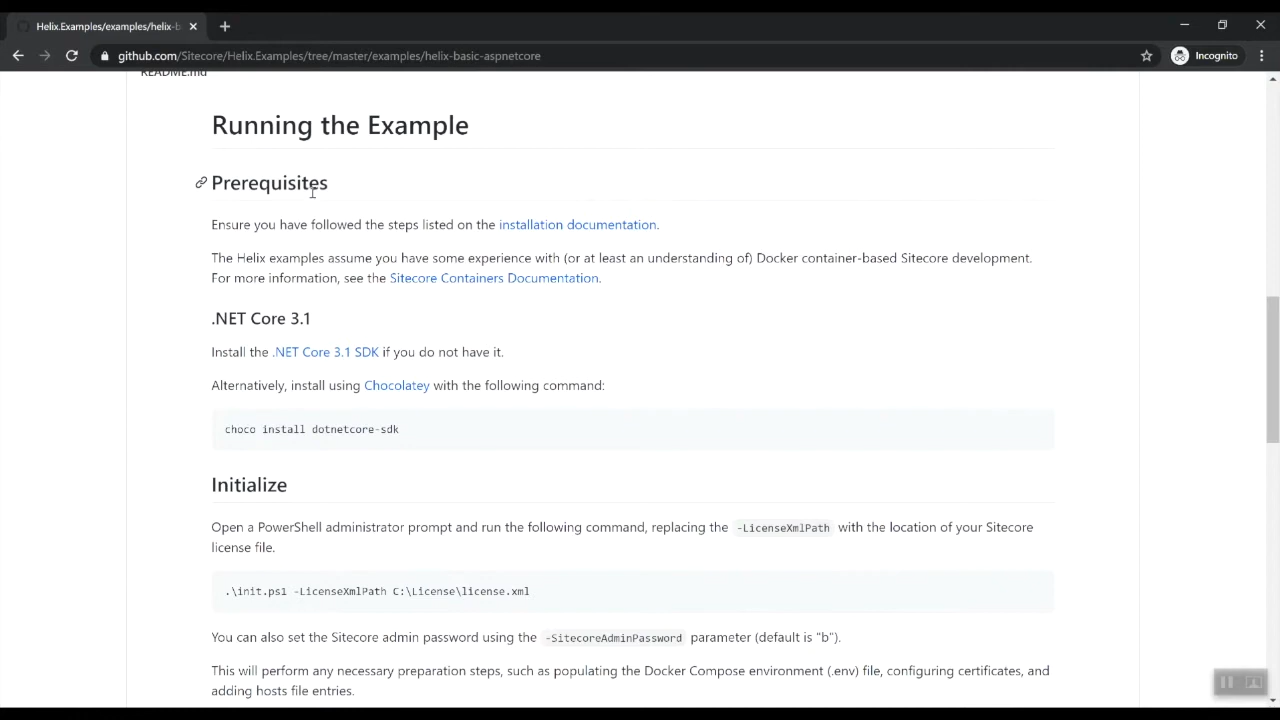 Helix.Examples/examples/helix-b
Incognito
github.com/Sitecore/Helix.Examples/tree/master/examples/helix-basic-aspnetcore
README.md
Running the Example
Prerequisites
Ensure you have followed the steps listed on the installation documentation.
The Helix examples assume you have some experience with (or at least an understanding of) Docker container-based Sitecore development.
For more information, see the Sitecore Containers Documentation.
.NET Core 3.1
Install the .NET Core 3.1 SDK if you do not have it.
Alternatively, install using Chocolatey with the following command:
choco install dotnetcore-sdk
Initialize
Open a PowerShell administrator prompt and run the following command, replacing the -LicenseXmlPath with the location of your Sitecore
license file.
.\init.ps1 -LicenseXmlPath C:\License\license.xml
You can also set the Sitecore admin password using the -SitecoreAdminPassword parameter (default is "b").
This will perform any necessary preparation steps, such as populating the Docker Compose environment (.env) file, configuring certificates, and
adding hosts file entries.